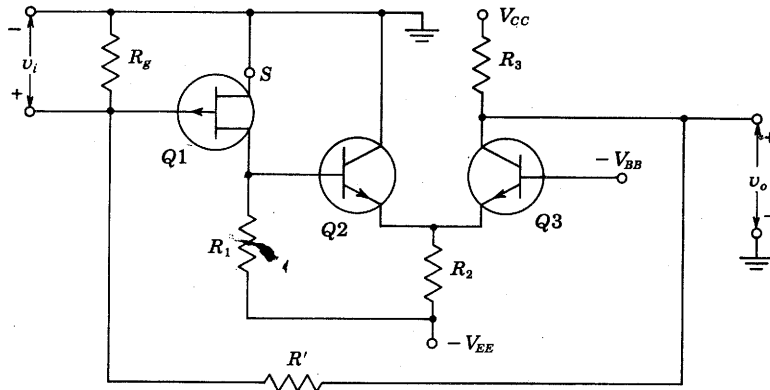 −
v_i
+
R_g
S
Q1
V_CC
R_3
Q2
Q3
−V_BB
+
v_o
−
R_1
R_2
−V_EE
R'